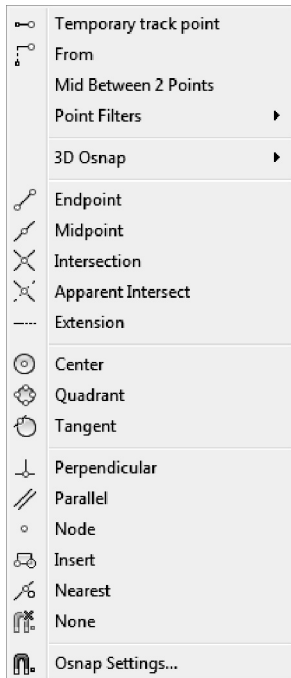 Temporary track point
From
Mid Between 2 Points
Point Filters
3D Osnap
Endpoint
Midpoint
Intersection
Apparent Intersect
Extension
Center
Quadrant
Tangent
Perpendicular
Parallel
Node
Insert
Nearest
None
Osnap Settings...